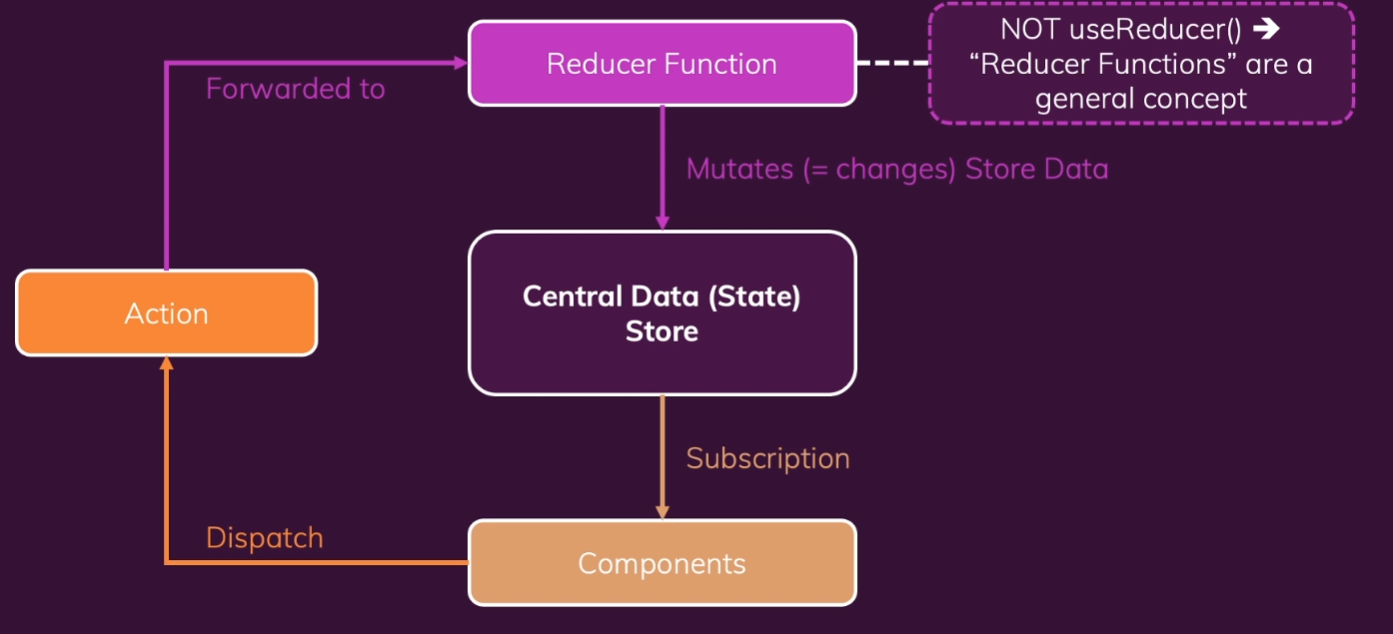 Reducer Function
NOT useReducer() ➔
“Reducer Functions” are a
general concept
Forwarded to
Mutates (= changes) Store Data
Action
Central Data (State)
Store
Subscription
Dispatch
Components